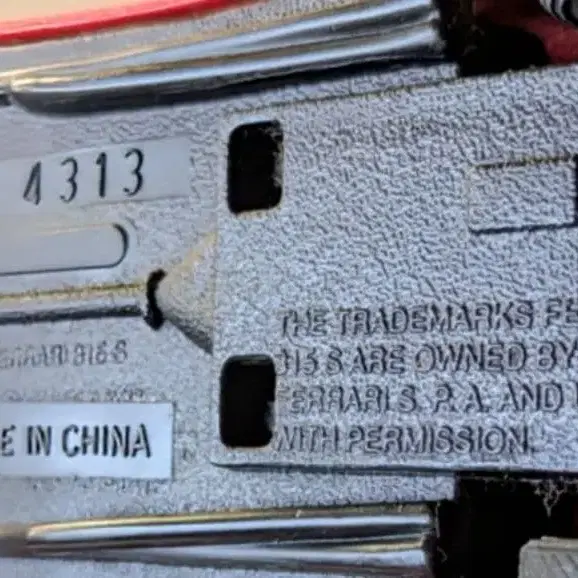 4313
E IN CHINA
THE TRADEMARKS FE
315 S ARE OWNED BY
FERRARI S. P. A. AND
WITH PERMISSION.